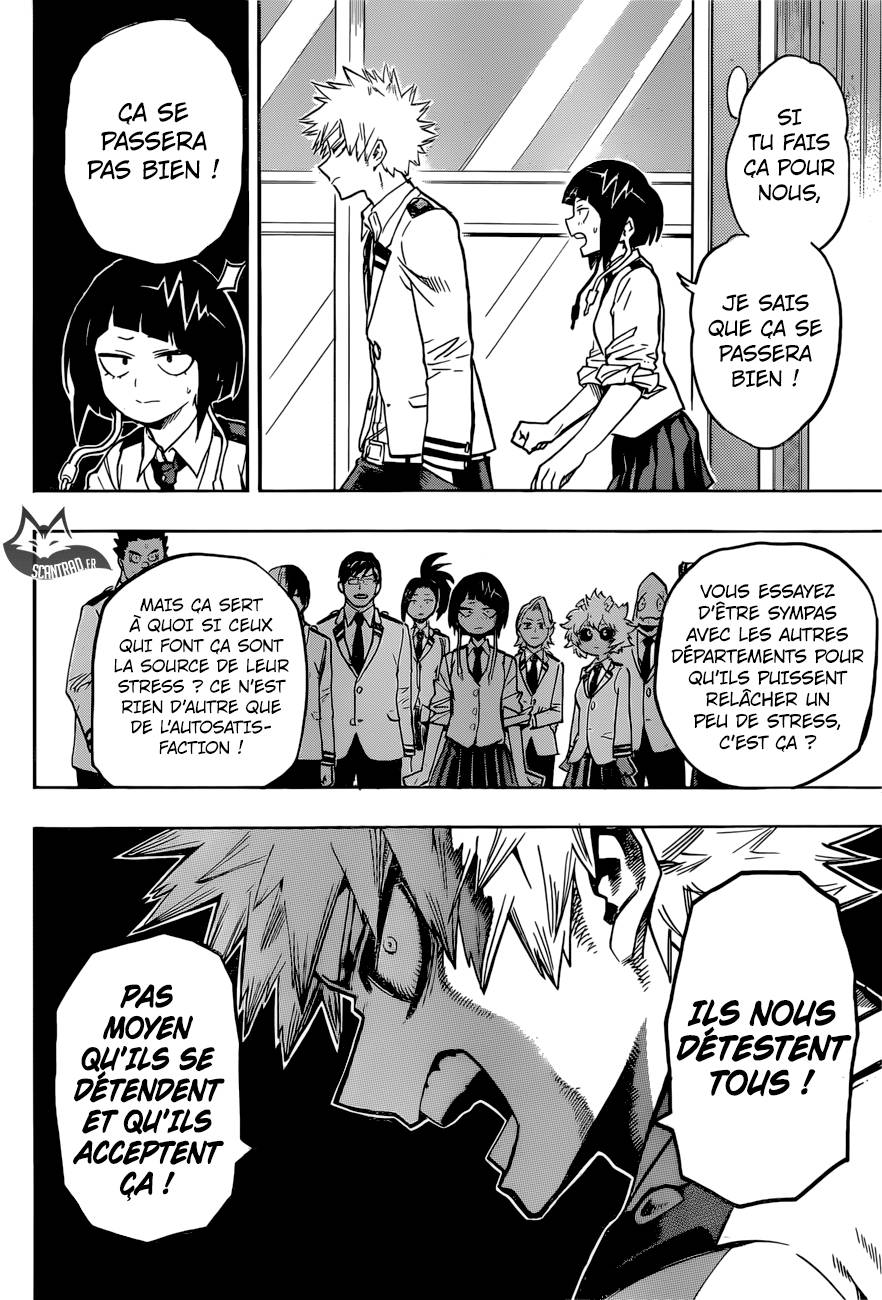 SI
TU FAIS
ÇA POUR
NOUS,
JE SAIS
QUE ÇA SE
PASSERA
BIEN !
ÇA SE
PASSERA
PAS BIEN !
VOUS ESSAYEZ
D'ÊTRE SYMPAS
AVEC LES AUTRES
DÉPARTEMENTS POUR
QU'ILS PUISSENT
RELÂCHER UN
PEU DE STRESS,
C'EST ÇA ?
MAIS ÇA SERT
À QUOI SI CEUX
QUI FONT ÇA SONT
LA SOURCE DE LEUR
STRESS ? CE N'EST
RIEN D'AUTRE QUE
DE L'AUTOSATIS-
FACTION !
SCANTRAD.FR
ILS NOUS
DÉTESTENT
TOUS !
PAS
MOYEN
QU'ILS SE
DÉTENDENT
ET QU'ILS
ACCEPTENT
ÇA !